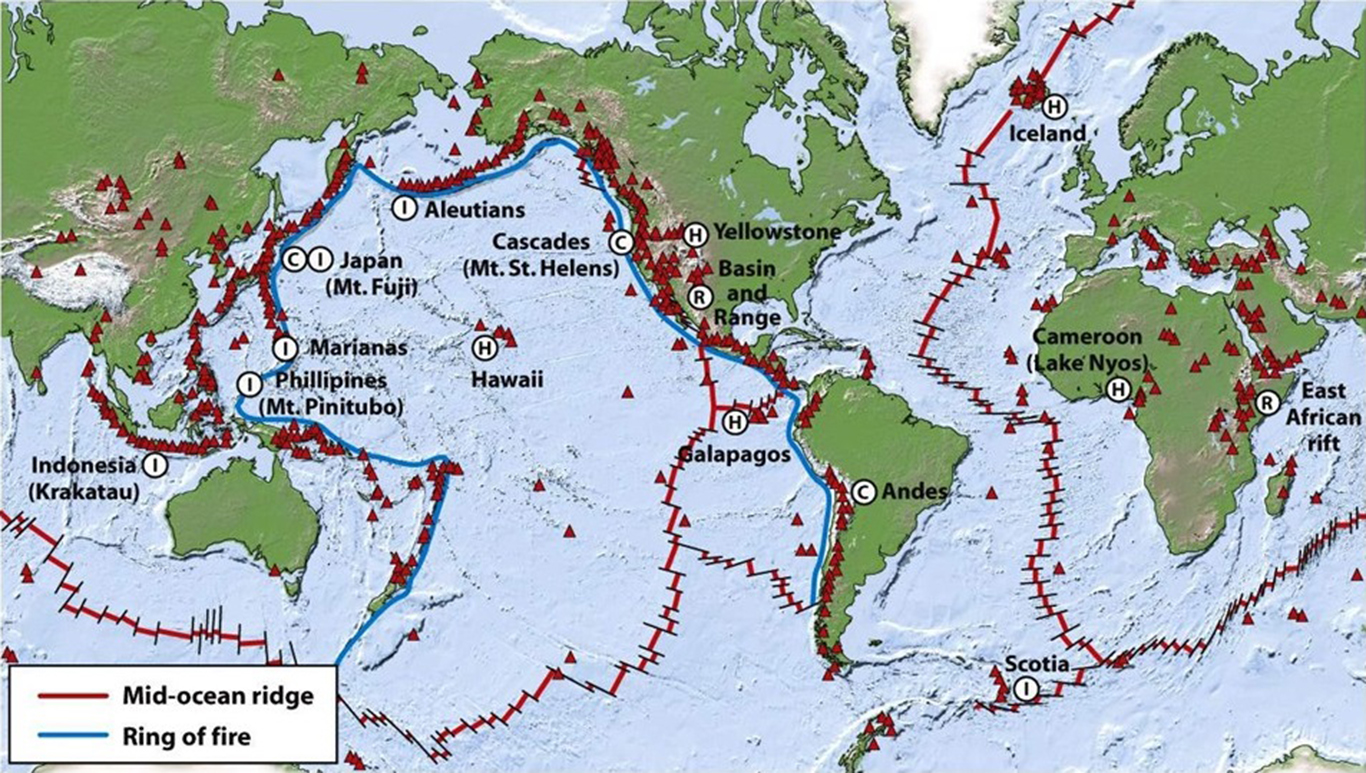 H
Iceland
I
Aleutians
Cascades
(Mt. St. Helens)
C
H
Yellowstone
C
I
Japan
(Mt. Fuji)
Basin
and
Range
R
I
Marianas
H
Hawaii
Cameroon
(Lake Nyos)
H
I
Phillipines
(Mt. Pinitubo)
R
East
African
rift
H
Galapagos
Indonesia
(Krakatau)
I
C
Andes
Scotia
I
Mid-ocean ridge
Ring of fire